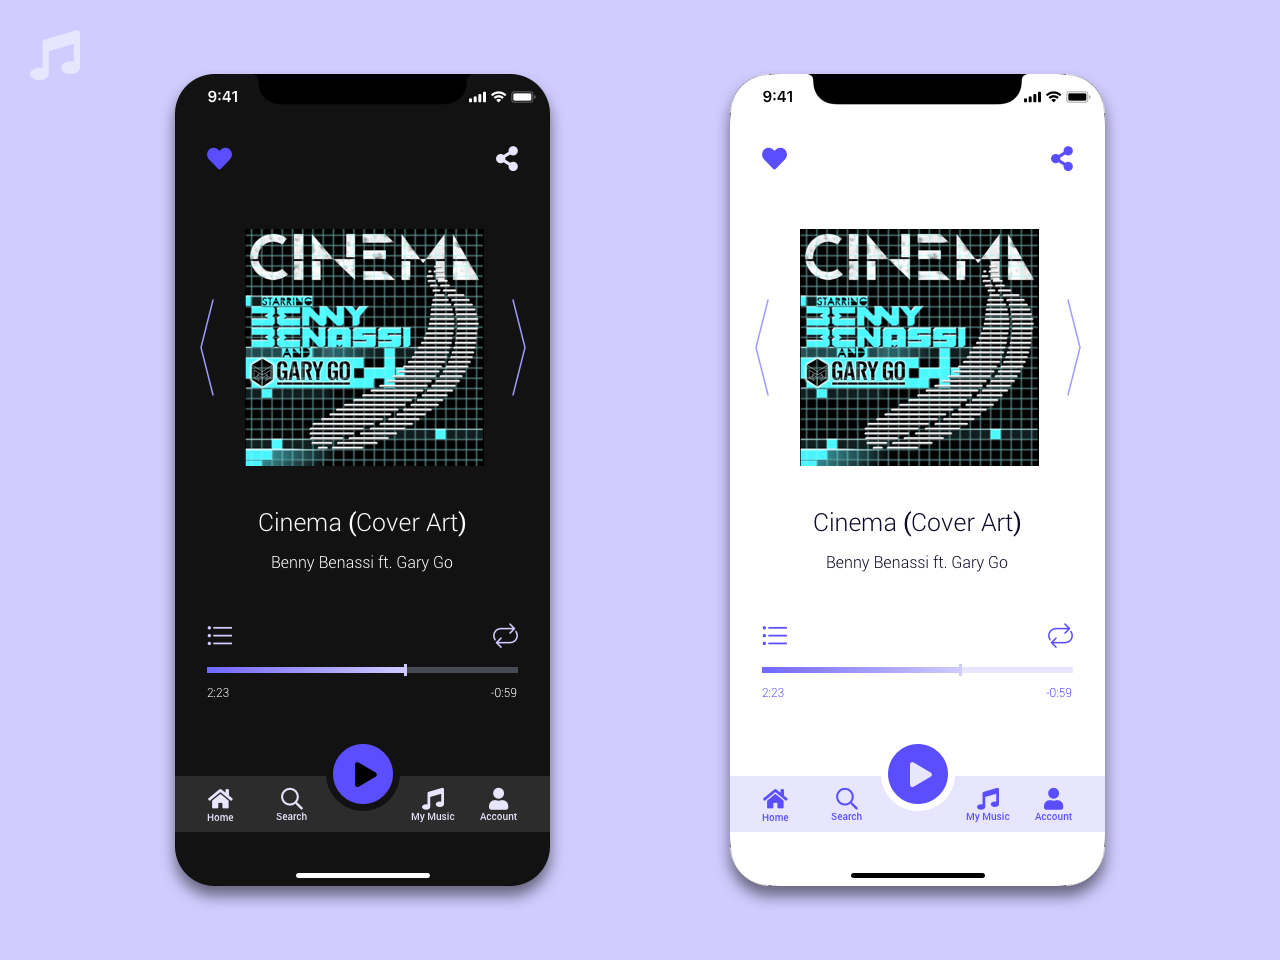 9:41
CINEMA
STARRING
BENNY
BENASSI
AND
GARY GO
Cinema (Cover Art)
Benny Benassi ft. Gary Go
2:23 -0:59
Home Search My Music Account
9:41
CINEMA
STARRING
BENNY
BENASSI
AND
GARY GO
Cinema (Cover Art)
Benny Benassi ft. Gary Go
2:23 -0:59
Home Search My Music Account